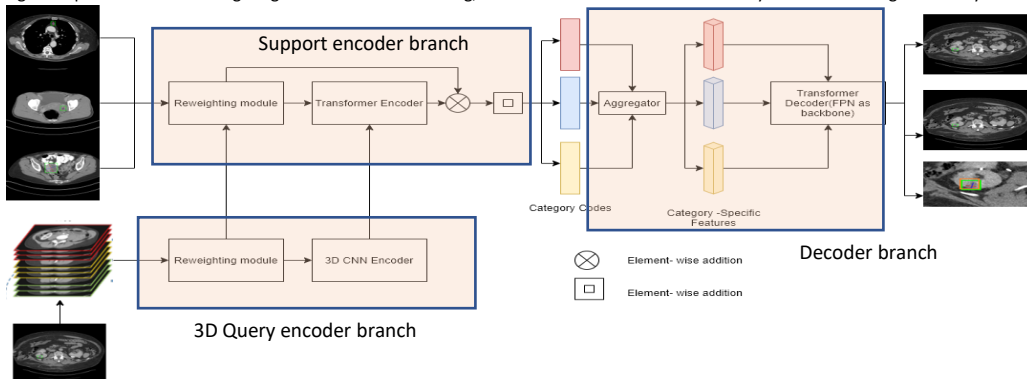 Support encoder branch
Reweighting module
Transformer Encoder
Aggregator
Transformer
Decoder(FPN as
backbone)
Category Codes
Category -Specific
Features
Decoder branch
Reweighting module
3D CNN Encoder
Element- wise addition
Element- wise addition
3D Query encoder branch